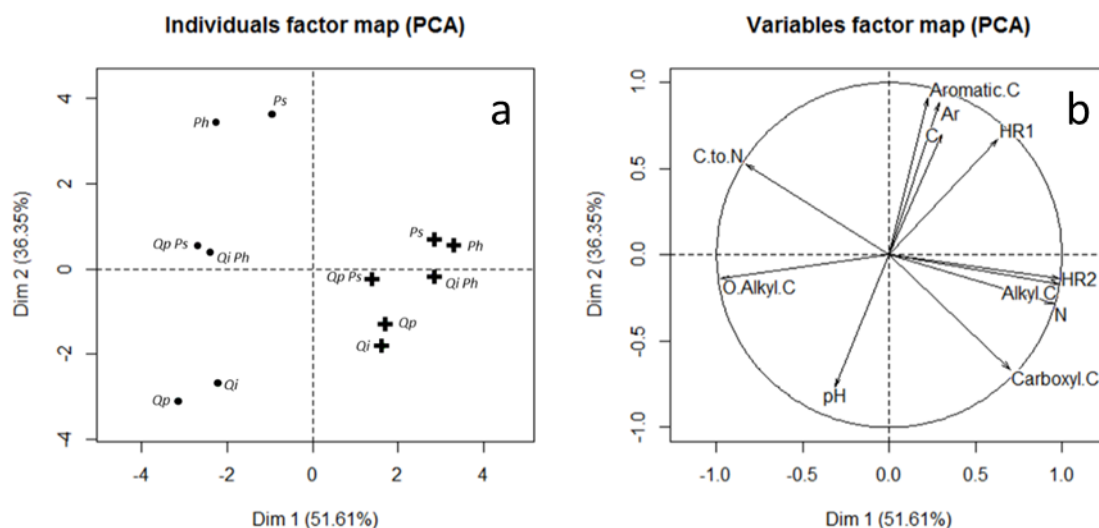 Individuals factor map (PCA)
a
Ps
Ph
Qp Ps
Qi Ph
Ps
Ph
Qp Ps
Qi Ph
Qp
Qi
Qi
Qp
4
2
0
-2
-4
-4
-2
0
2
4
Dim 2 (36.35%)
Dim 1 (51.61%)
Variables factor map (PCA)
b
Aromatic.C
Ar
C
HR1
C.to.N
O.Alkyl.C
HR2
Alkyl.C
N
Carboxyl.C
pH
1.0
0.5
0.0
-0.5
-1.0
-1.0
-0.5
0.0
0.5
1.0
Dim 2 (36.35%)
Dim 1 (51.61%)